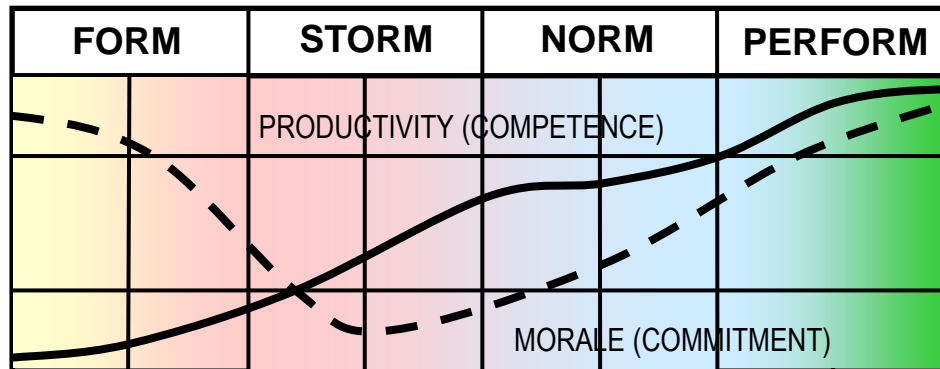 FORM STORM NORM PERFORM
PRODUCTIVITY (COMPETENCE)
MORALE (COMMITMENT)